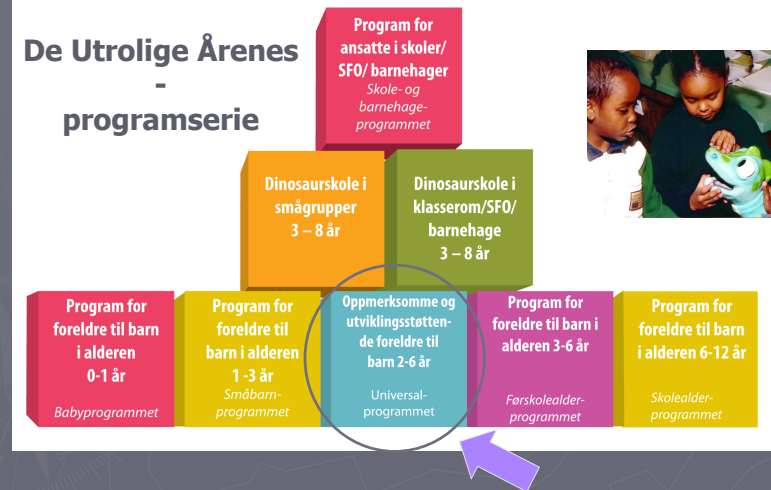 De Utrolige Årenes
-
programserie
Program for
ansatte i skoler/
SFO/ barnehager
Skole- og
barnehage-
programmet
Dinosaurskole i
smågrupper
3 – 8 år
Dinosaurskole i
klasserom/SFO/
barnehage
3 – 8 år
Program for
foreldre til barn
i alderen
0-1 år
Babyprogrammet
Program for
foreldre til
barn i alderen
1 -3 år
Småbarn-
programmet
Oppmerksomme og
utviklingsstøtten-
de foreldre til
barn 2-6 år
Universal-
programmet
Program for
foreldre til barn i
alderen 3-6 år
Førskolealder-
programmet
Program for
foreldre til barn
i alderen 6-12 år
Skolealder-
programmet